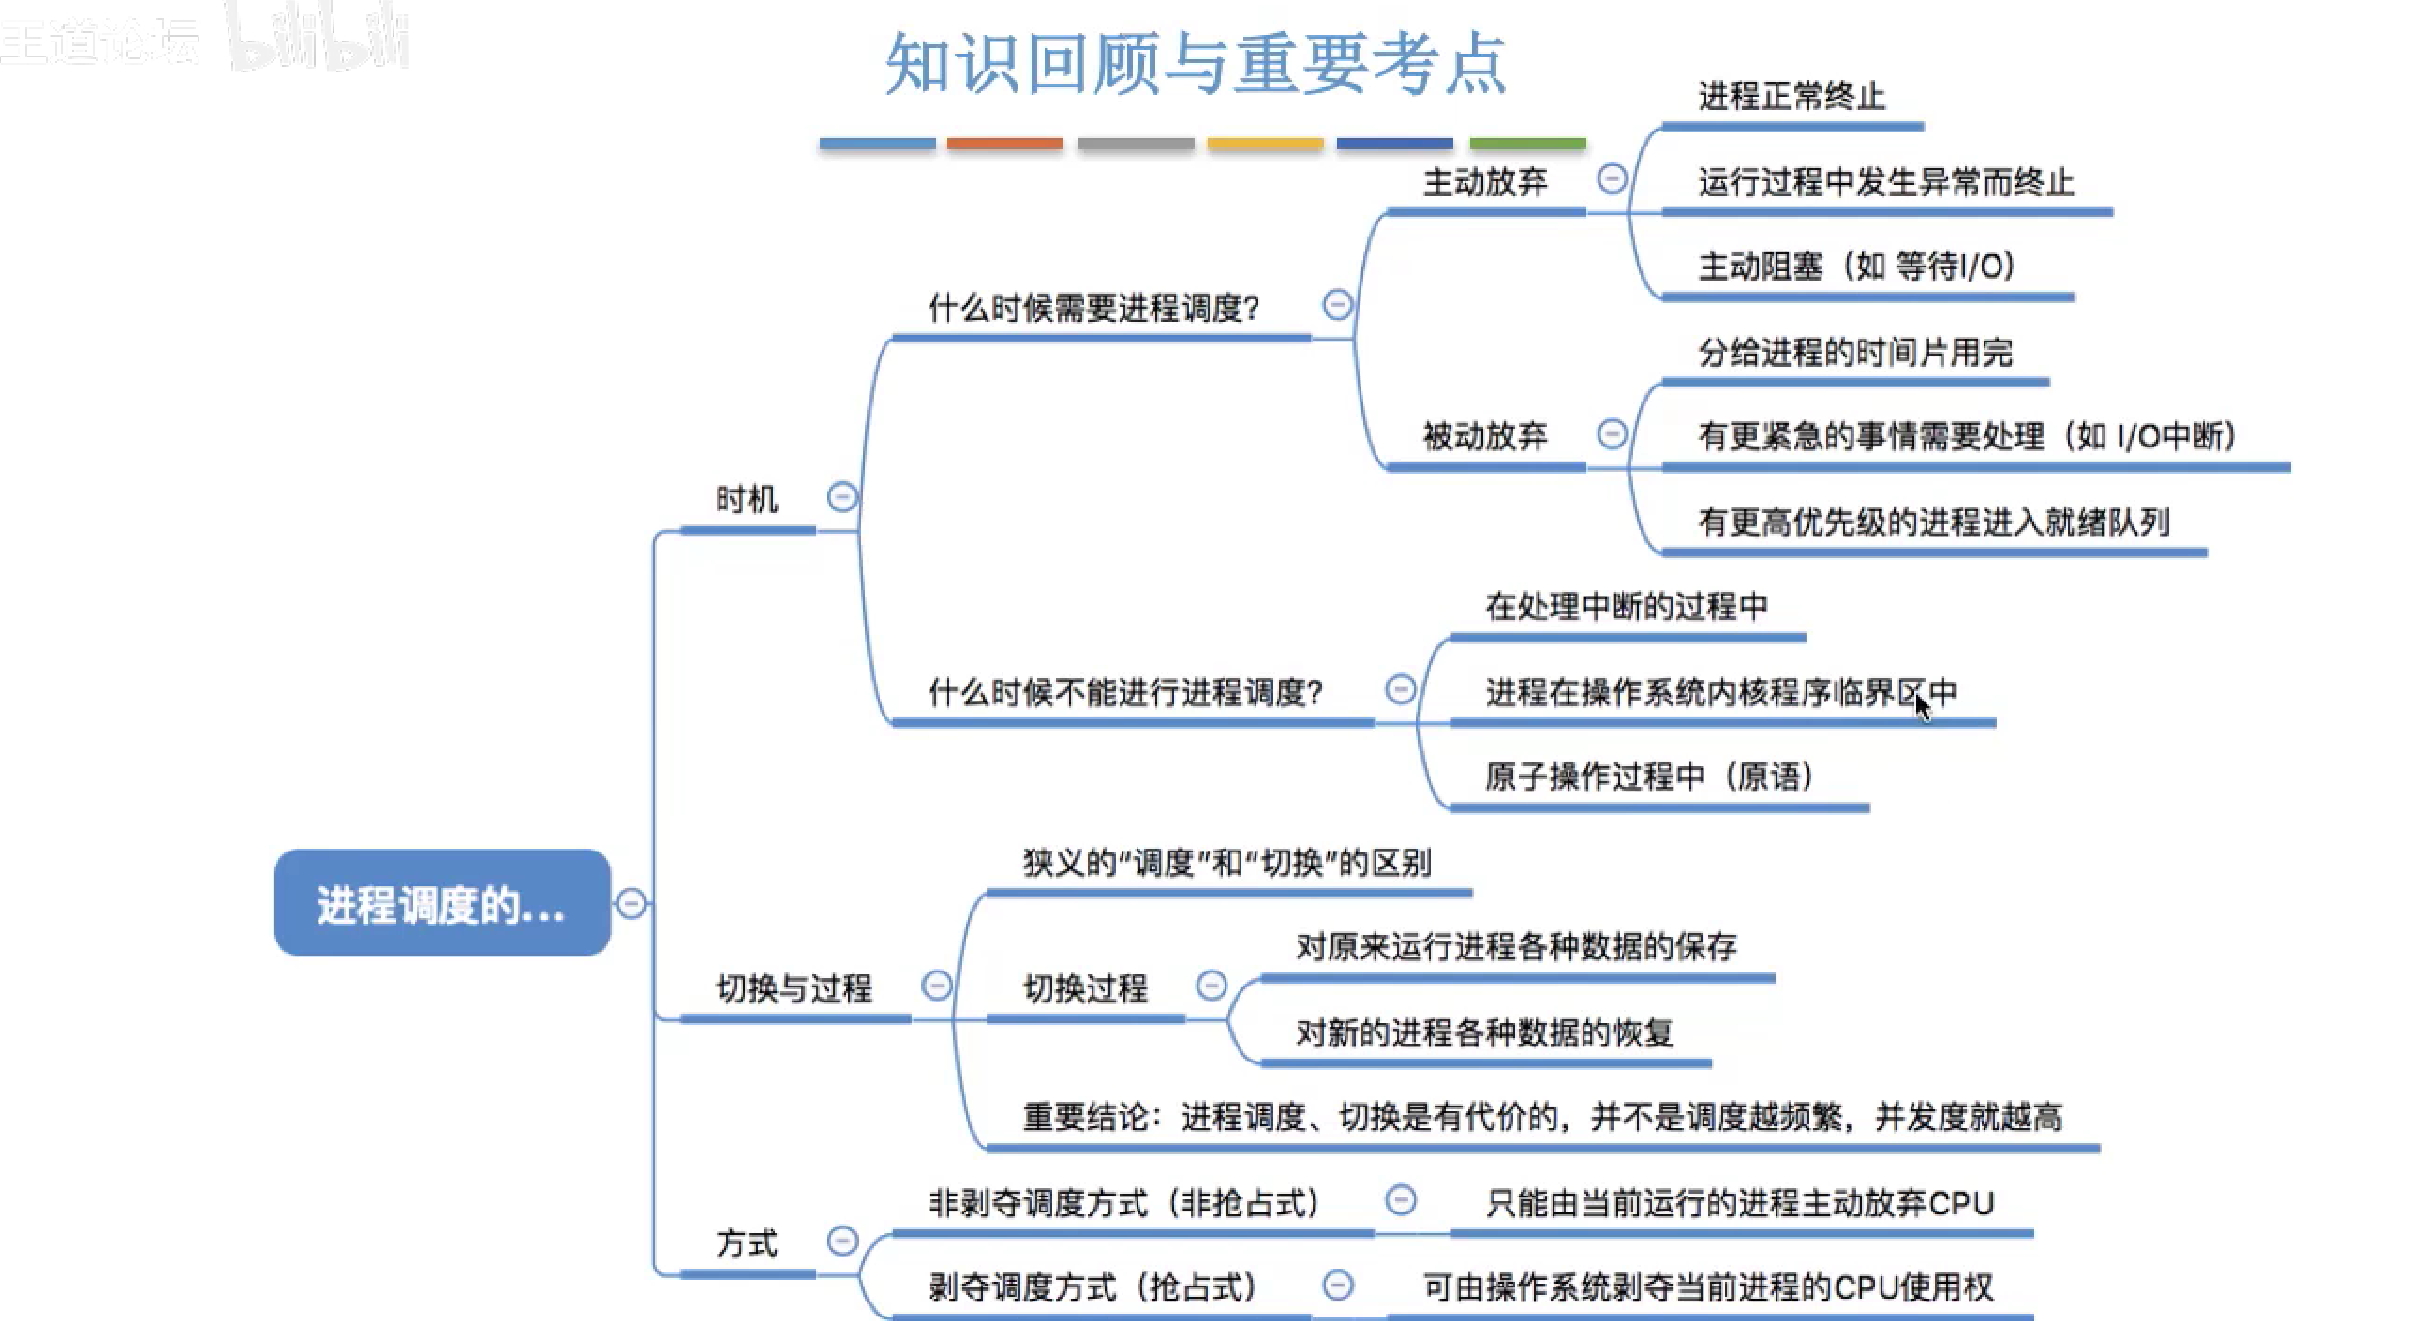 王道论坛 bilibili
知识回顾与重要考点
进程正常终止
主动放弃
运行过程中发生异常而终止
主动阻塞（如 等待I/O）
什么时候需要进程调度？
分给进程的时间片用完
被动放弃
有更紧急的事情需要处理（如 I/O中断）
有更高优先级的进程进入就绪队列
时机
在处理中断的过程中
什么时候不能进行进程调度？
进程在操作系统内核程序临界区中
原子操作过程中（原语）
进程调度的...
狭义的“调度”和“切换”的区别
对原来运行进程各种数据的保存
切换与过程
切换过程
对新的进程各种数据的恢复
重要结论：进程调度、切换是有代价的，并不是调度越频繁，并发度就越高
非剥夺调度方式（非抢占式）
只能由当前运行的进程主动放弃CPU
方式
剥夺调度方式（抢占式）
可由操作系统剥夺当前进程的CPU使用权